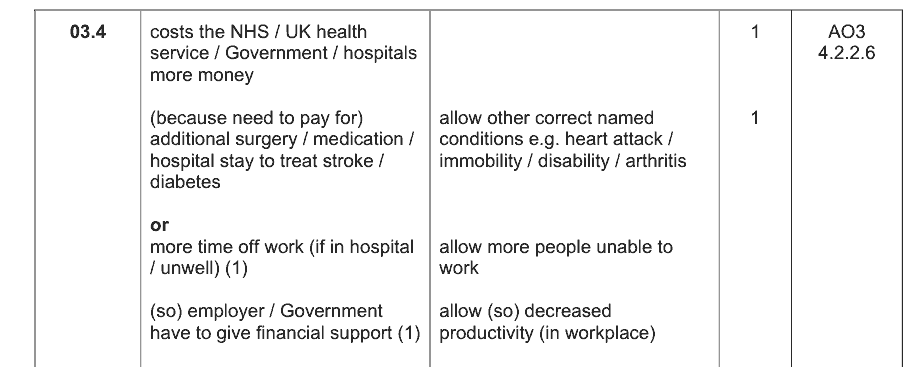 03.4
costs the NHS / UK health
service / Government / hospitals
more money
1
AO3
4.2.2.6
(because need to pay for)
additional surgery / medication /
hospital stay to treat stroke /
diabetes
allow other correct named
conditions e.g. heart attack /
immobility / disability / arthritis
1
or
more time off work (if in hospital
/ unwell) (1)
allow more people unable to
work
(so) employer / Government
have to give financial support (1)
allow (so) decreased
productivity (in workplace)